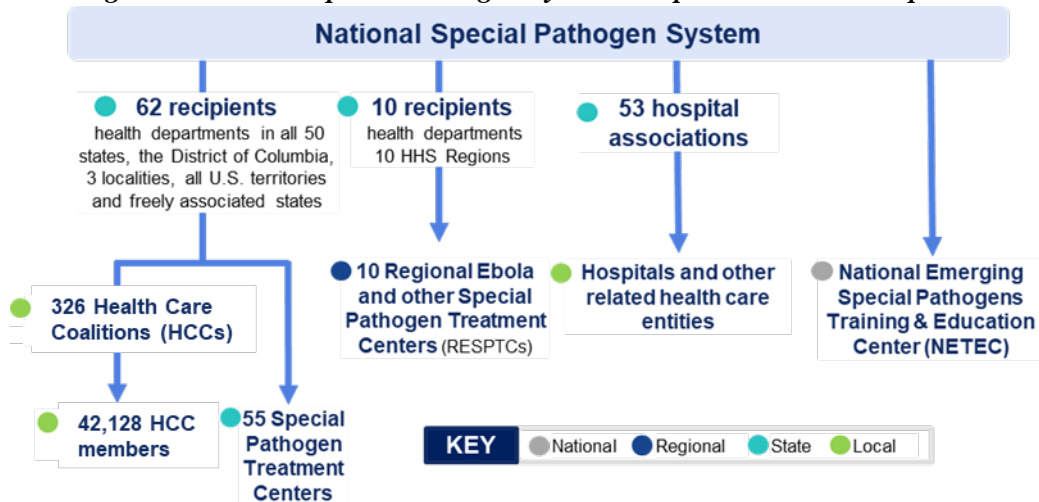 National Special Pathogen System
62 recipients
health departments in all 50
states, the District of Columbia,
3 localities, all U.S. territories
and freely associated states
10 recipients
health departments
10 HHS Regions
53 hospital
associations
326 Health Care
Coalitions (HCCs)
10 Regional Ebola
and other Special
Pathogen Treatment
Centers (RESPTCs)
Hospitals and other
related health care
entities
National Emerging
Special Pathogens
Training & Education
Center (NETEC)
42,128 HCC
members
55 Special
Pathogen
Treatment
Centers
KEY
National
Regional
State
Local